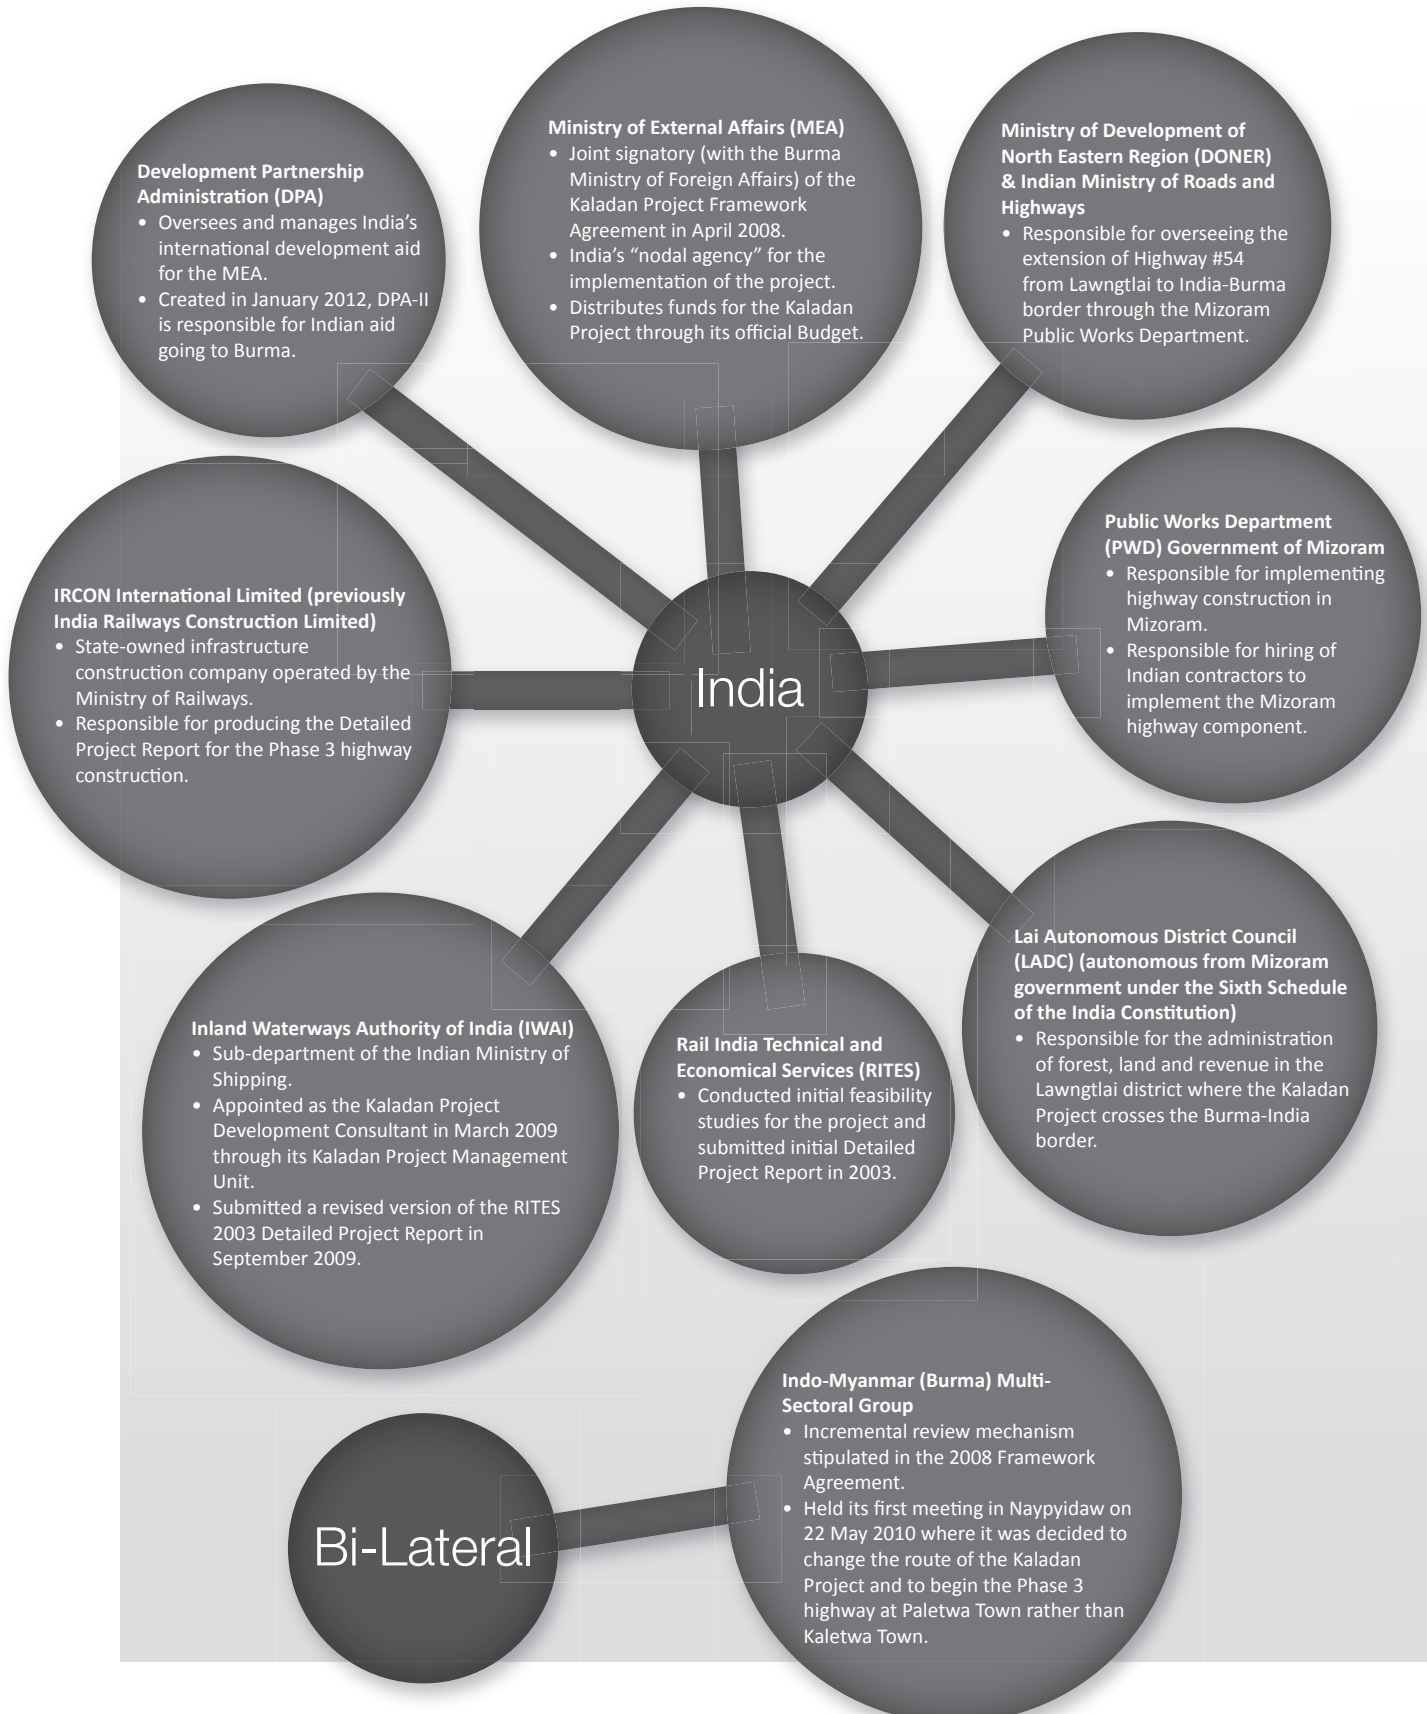 Ministry of External Affairs (MEA)
• Joint signatory (with the Burma
Ministry of Foreign Affairs) of the
Kaladan Project Framework
Agreement in April 2008.
• India’s “nodal agency” for the
implementation of the project.
• Distributes funds for the Kaladan
Project through its official Budget.
Ministry of Development of
North Eastern Region (DONER)
& Indian Ministry of Roads and
Highways
• Responsible for overseeing the
extension of Highway #54
from Lawngtlai to India-Burma
border through the Mizoram
Public Works Department.
Development Partnership
Administration (DPA)
• Oversees and manages India’s
international development aid
for the MEA.
• Created in January 2012, DPA-II
is responsible for Indian aid
going to Burma.
Public Works Department
(PWD) Government of Mizoram
• Responsible for implementing
highway construction in
Mizoram.
• Responsible for hiring of
Indian contractors to
implement the Mizoram
highway component.
IRCON International Limited (previously
India Railways Construction Limited)
• State-owned infrastructure
construction company operated by the
Ministry of Railways.
• Responsible for producing the Detailed
Project Report for the Phase 3 highway
construction.
India
Lai Autonomous District Council
(LADC) (autonomous from Mizoram
government under the Sixth Schedule
of the India Constitution)
• Responsible for the administration
of forest, land and revenue in the
Lawngtlai district where the Kaladan
Project crosses the Burma-India
border.
Inland Waterways Authority of India (IWAI)
• Sub-department of the Indian Ministry of
Shipping.
• Appointed as the Kaladan Project
Development Consultant in March 2009
through its Kaladan Project Management
Unit.
• Submitted a revised version of the RITES
2003 Detailed Project Report in
September 2009.
Rail India Technical and
Economical Services (RITES)
• Conducted initial feasibility
studies for the project and
submitted initial Detailed
Project Report in 2003.
Indo-Myanmar (Burma) Multi-
Sectoral Group
• Incremental review mechanism
stipulated in the 2008 Framework
Agreement.
• Held its first meeting in Naypyidaw on
22 May 2010 where it was decided to
change the route of the Kaladan
Project and to begin the Phase 3
highway at Paletwa Town rather than
Kaletwa Town.
Bi-Lateral